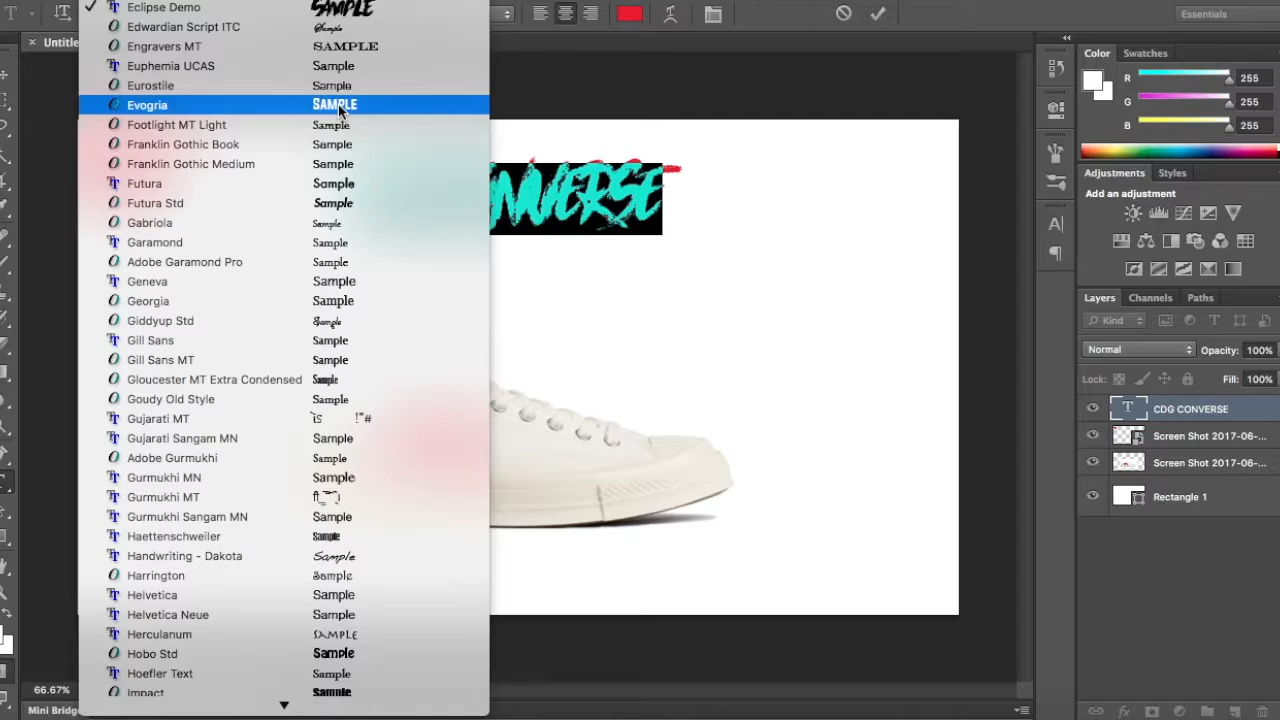 Eclipse Demo SAMPLE
Essentials
Edwardian Script ITC Sample
× Untitle
Engravers MT SAMPLE
Color Swatches
Euphemia UCAS Sample
R 255
Eurostile Sample
G 255
Evogria SAMPLE
B 255
Footlight MT Light Sample
Franklin Gothic Book Sample
Franklin Gothic Medium Sample
Adjustments Styles
Futura Sample
Add an adjustment
Futura Std Sample
NVERSE
Gabriola Sample
Garamond Sample
Adobe Garamond Pro Sample
Geneva Sample
Georgia Sample
Layers Channels Paths
Giddyup Std Sample
Kind
Gill Sans Sample
Normal Opacity: 100%
Gill Sans MT Sample
Gloucester MT Extra Condensed Sample
Lock: Fill: 100%
Goudy Old Style Sample
CDG CONVERSE
Gujarati MT !"#
Gujarati Sangam MN Sample
Screen Shot 2017-06-...
Adobe Gurmukhi Sample
Screen Shot 2017-06-...
Gurmukhi MN Sample
Gurmukhi MT
Rectangle 1
Gurmukhi Sangam MN Sample
Haettenschweiler Sample
Handwriting - Dakota Sample
Harrington Sample
Helvetica Sample
Helvetica Neue Sample
Herculanum SAMPLE
Hobo Std Sample
Hoefler Text Sample
Impact Sample
66.67%
Mini Bridge